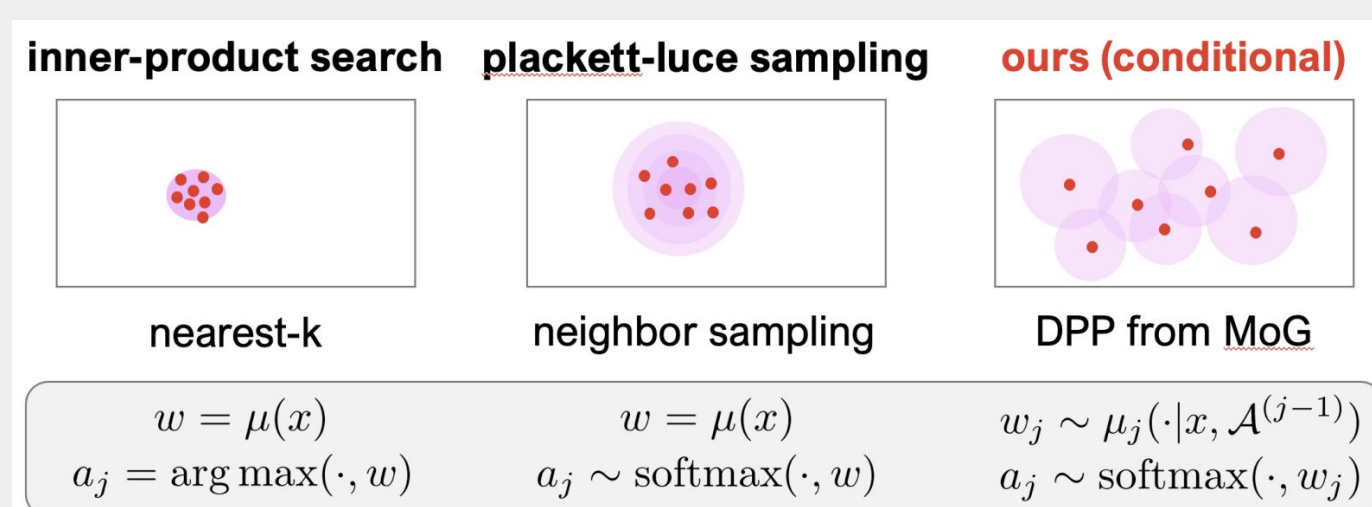 inner-product search
plackett-luce sampling
ours (conditional)
nearest-k
neighbor sampling
DPP from MoG
w = μ(x)
a_j = arg max(·, w)
w = μ(x)
a_j ∼ softmax(·, w)
w_j ∼ μ_j(·|x, 𝒜^{(j−1)})
a_j ∼ softmax(·, w_j)